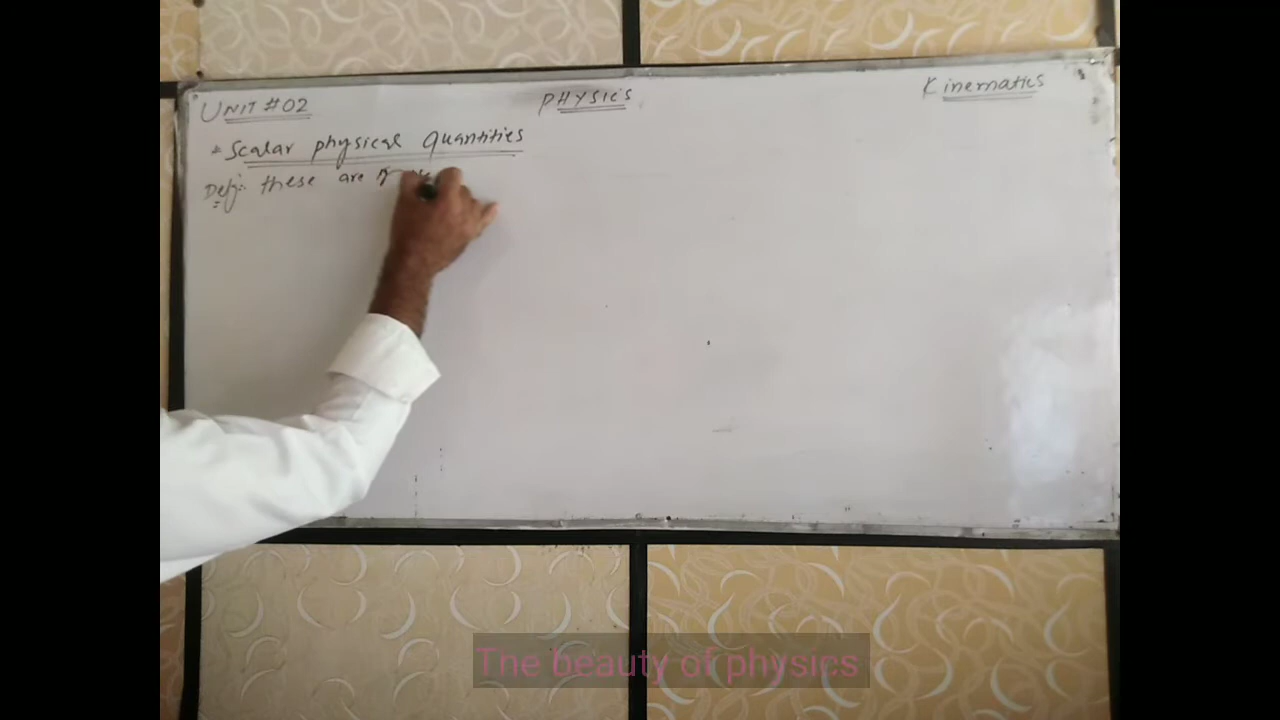 UNIT #02 PHYSICS Kinematics
* Scalar physical Quantities
Def:- these are
The beauty of physics